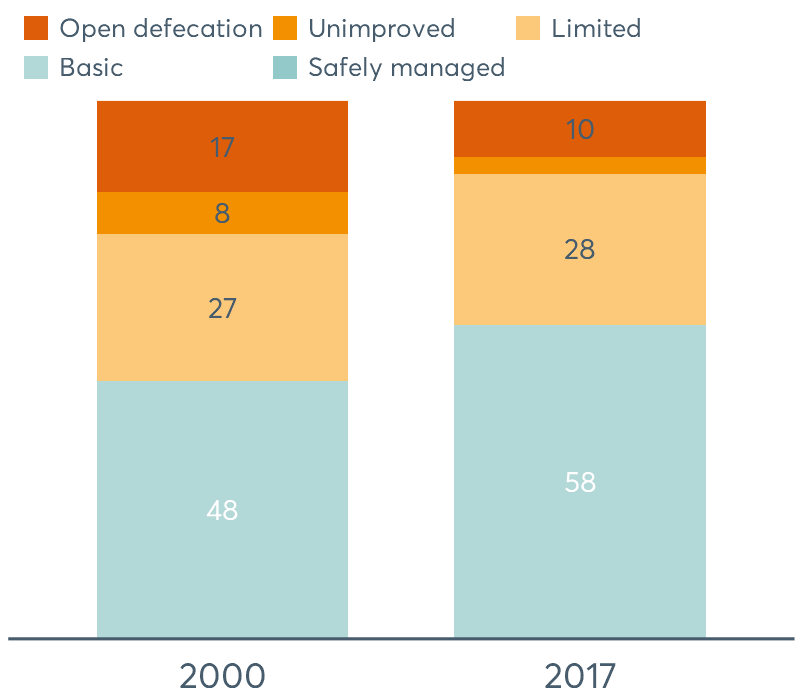 Open defecation Unimproved Limited
Basic Safely managed
17 10
8
27 28
48 58
2000 2017